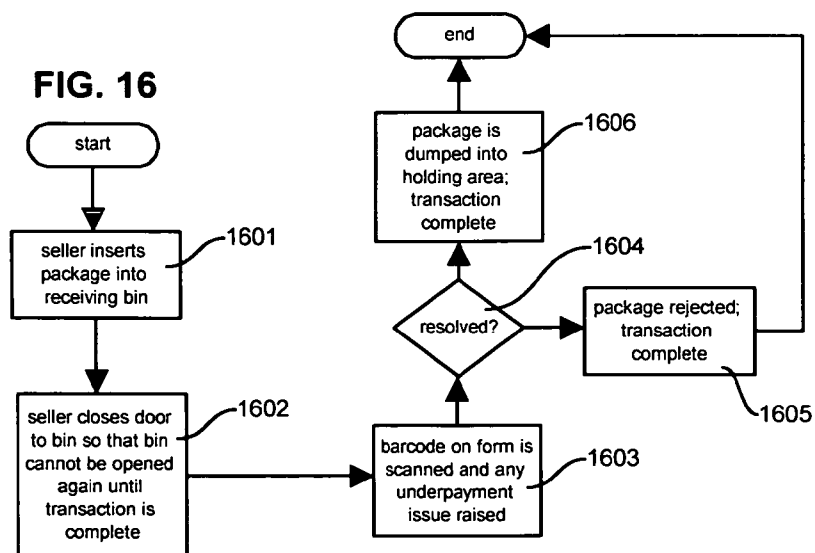 FIG. 16
start
seller inserts
package into
receiving bin
1601
seller closes door
to bin so that bin
cannot be opened
again until
transaction is
complete
1602
barcode on form is
scanned and any
underpayment
issue raised
1603
resolved?
1604
package rejected;
transaction
complete
1605
package is
dumped into
holding area;
transaction
complete
1606
end